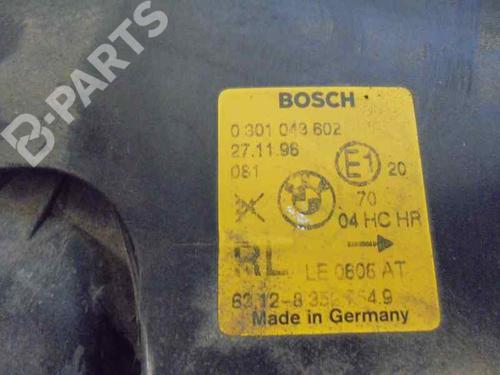 B-PARTS
BOSCH
0 301 043 602
27.11.96
081
E1 20
70
04 HC HR
RL
LE 0606 AT
Made in Germany